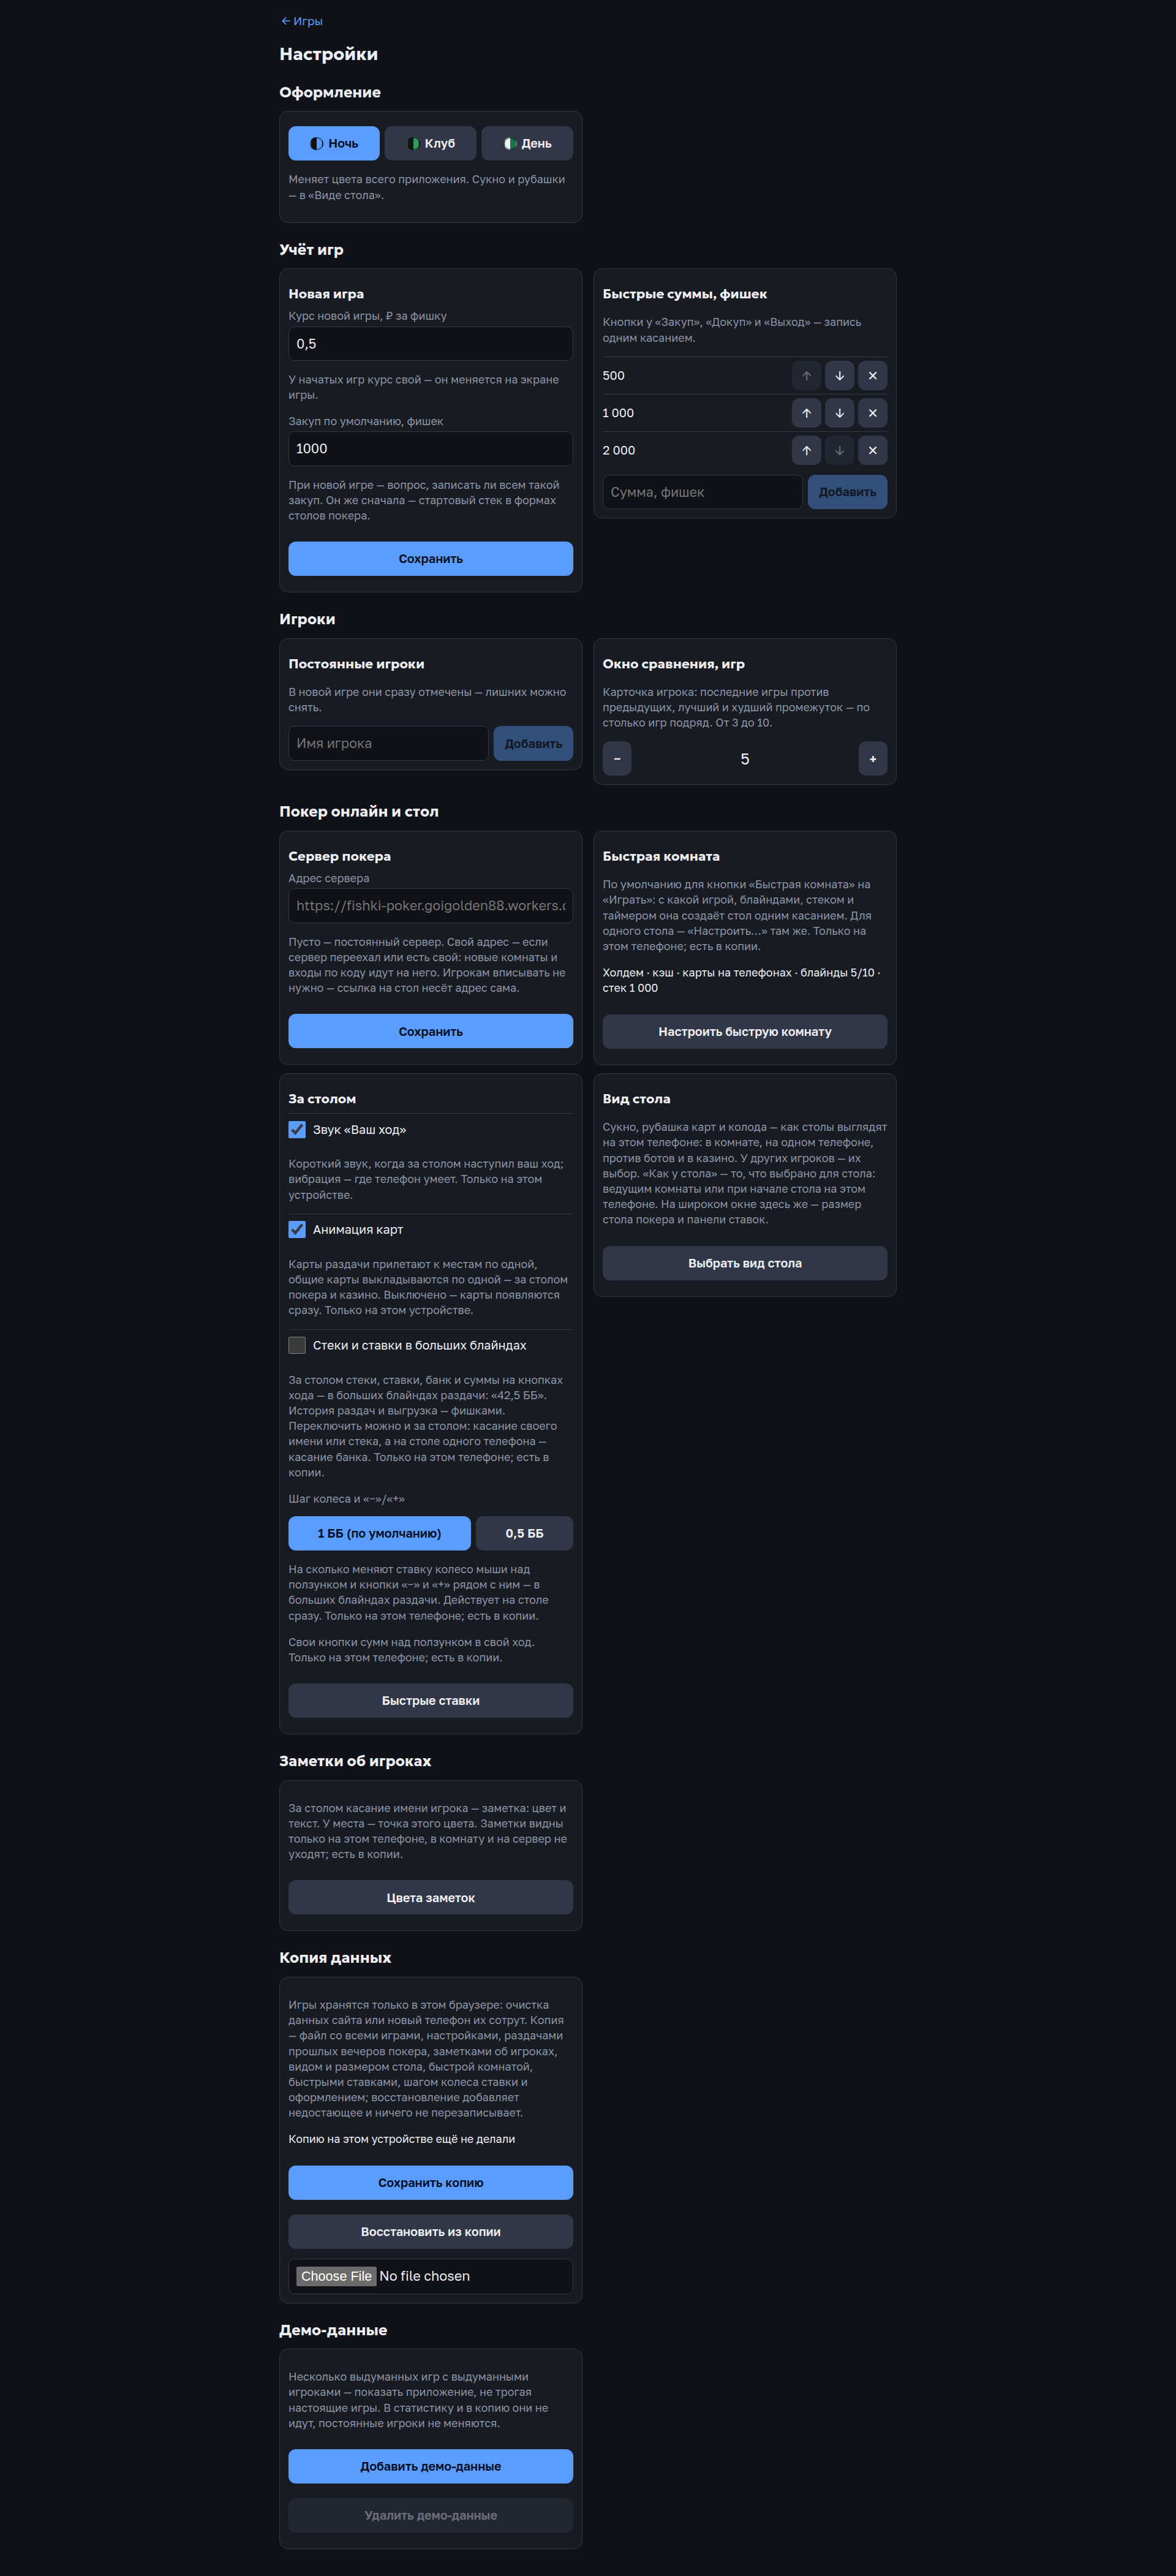 ← Игры
Настройки
Оформление
Ночь
Клуб
День
Меняет цвета всего приложения. Сукно и рубашки
— в «Виде стола».
Учёт игр
Новая игра
Курс новой игры, ₽ за фишку
0,5
У начатых игр курс свой — он меняется на экране
игры.
Закуп по умолчанию, фишек
1000
При новой игре — вопрос, записать ли всем такой
закуп. Он же сначала — стартовый стек в формах
столов покера.
Сохранить
Быстрые суммы, фишек
Кнопки у «Закуп», «Докуп» и «Выход» — запись
одним касанием.
500 ↑ ↓ ✕
1 000 ↑ ↓ ✕
2 000 ↑ ↓ ✕
Сумма, фишек
Добавить
Игроки
Постоянные игроки
В новой игре они сразу отмечены — лишних можно
снять.
Имя игрока
Добавить
Окно сравнения, игр
Карточка игрока: последние игры против
предыдущих, лучший и худший промежуток — по
столько игр подряд. От 3 до 10.
− 5 +
Покер онлайн и стол
Сервер покера
Адрес сервера
https://fishki-poker.goigolden88.workers.
Пусто — постоянный сервер. Свой адрес — если
сервер переехал или есть свой: новые комнаты и
входы по коду идут на него. Игрокам вписывать не
нужно — ссылка на стол несёт адрес сама.
Сохранить
Быстрая комната
По умолчанию для кнопки «Быстрая комната» на
«Играть»: с какой игрой, блайндами, стеком и
таймером она создаёт стол одним касанием. Для
одного стола — «Настроить...» там же. Только на
этом телефоне; есть в копии.
Холдем · кэш · карты на телефонах · блайнды 5/10 ·
стек 1 000
Настроить быструю комнату
За столом
Звук «Ваш ход»
Короткий звук, когда за столом наступил ваш ход;
вибрация — где телефон умеет. Только на этом
устройстве.
Анимация карт
Карты раздачи прилетают к местам по одной,
общие карты выкладываются по одной — за столом
покера и казино. Выключено — карты появляются
сразу. Только на этом устройстве.
Стеки и ставки в больших блайндах
За столом стеки, ставки, банк и суммы на кнопках
хода — в больших блайндах раздачи: «42,5 ББ».
История раздач и выгрузка — фишками.
Переключить можно и за столом: касание своего
имени или стека, а на столе одного телефона —
касание банка. Только на этом телефоне; есть в
копии.
Шаг колеса и «−»/«+»
1 ББ (по умолчанию)
0,5 ББ
На сколько меняют ставку колесо мыши над
ползунком и кнопки «−» и «+» рядом с ним — в
больших блайндах раздачи. Действует на столе
сразу. Только на этом телефоне; есть в копии.
Свои кнопки сумм над ползунком в свой ход.
Только на этом телефоне; есть в копии.
Быстрые ставки
Вид стола
Сукно, рубашка карт и колода — как столы выглядят
на этом телефоне: в комнате, на одном телефоне,
против ботов и в казино. У других игроков — их
выбор. «Как у стола» — то, что выбрано для стола:
ведущим комнаты или при начале стола на этом
телефоне. На широком окне здесь же — размер
стола покера и панели ставок.
Выбрать вид стола
Заметки об игроках
За столом касание имени игрока — заметка: цвет и
текст. У места — точка этого цвета. Заметки видны
только на этом телефоне, в комнату и на сервер не
уходят; есть в копии.
Цвета заметок
Копия данных
Игры хранятся только в этом браузере: очистка
данных сайта или новый телефон их сотрут. Копия
— файл со всеми играми, настройками, раздачами
прошлых вечеров покера, заметками об игроках,
видом и размером стола, быстрой комнатой,
быстрыми ставками, шагом колеса ставки и
оформлением; восстановление добавляет
недостающее и ничего не перезаписывает.
Копию на этом устройстве ещё не делали
Сохранить копию
Восстановить из копии
Choose File No file chosen
Демо-данные
Несколько выдуманных игр с выдуманными
игроками — показать приложение, не трогая
настоящие игры. В статистику и в копию они не
идут, постоянные игроки не меняются.
Добавить демо-данные
Удалить демо-данные